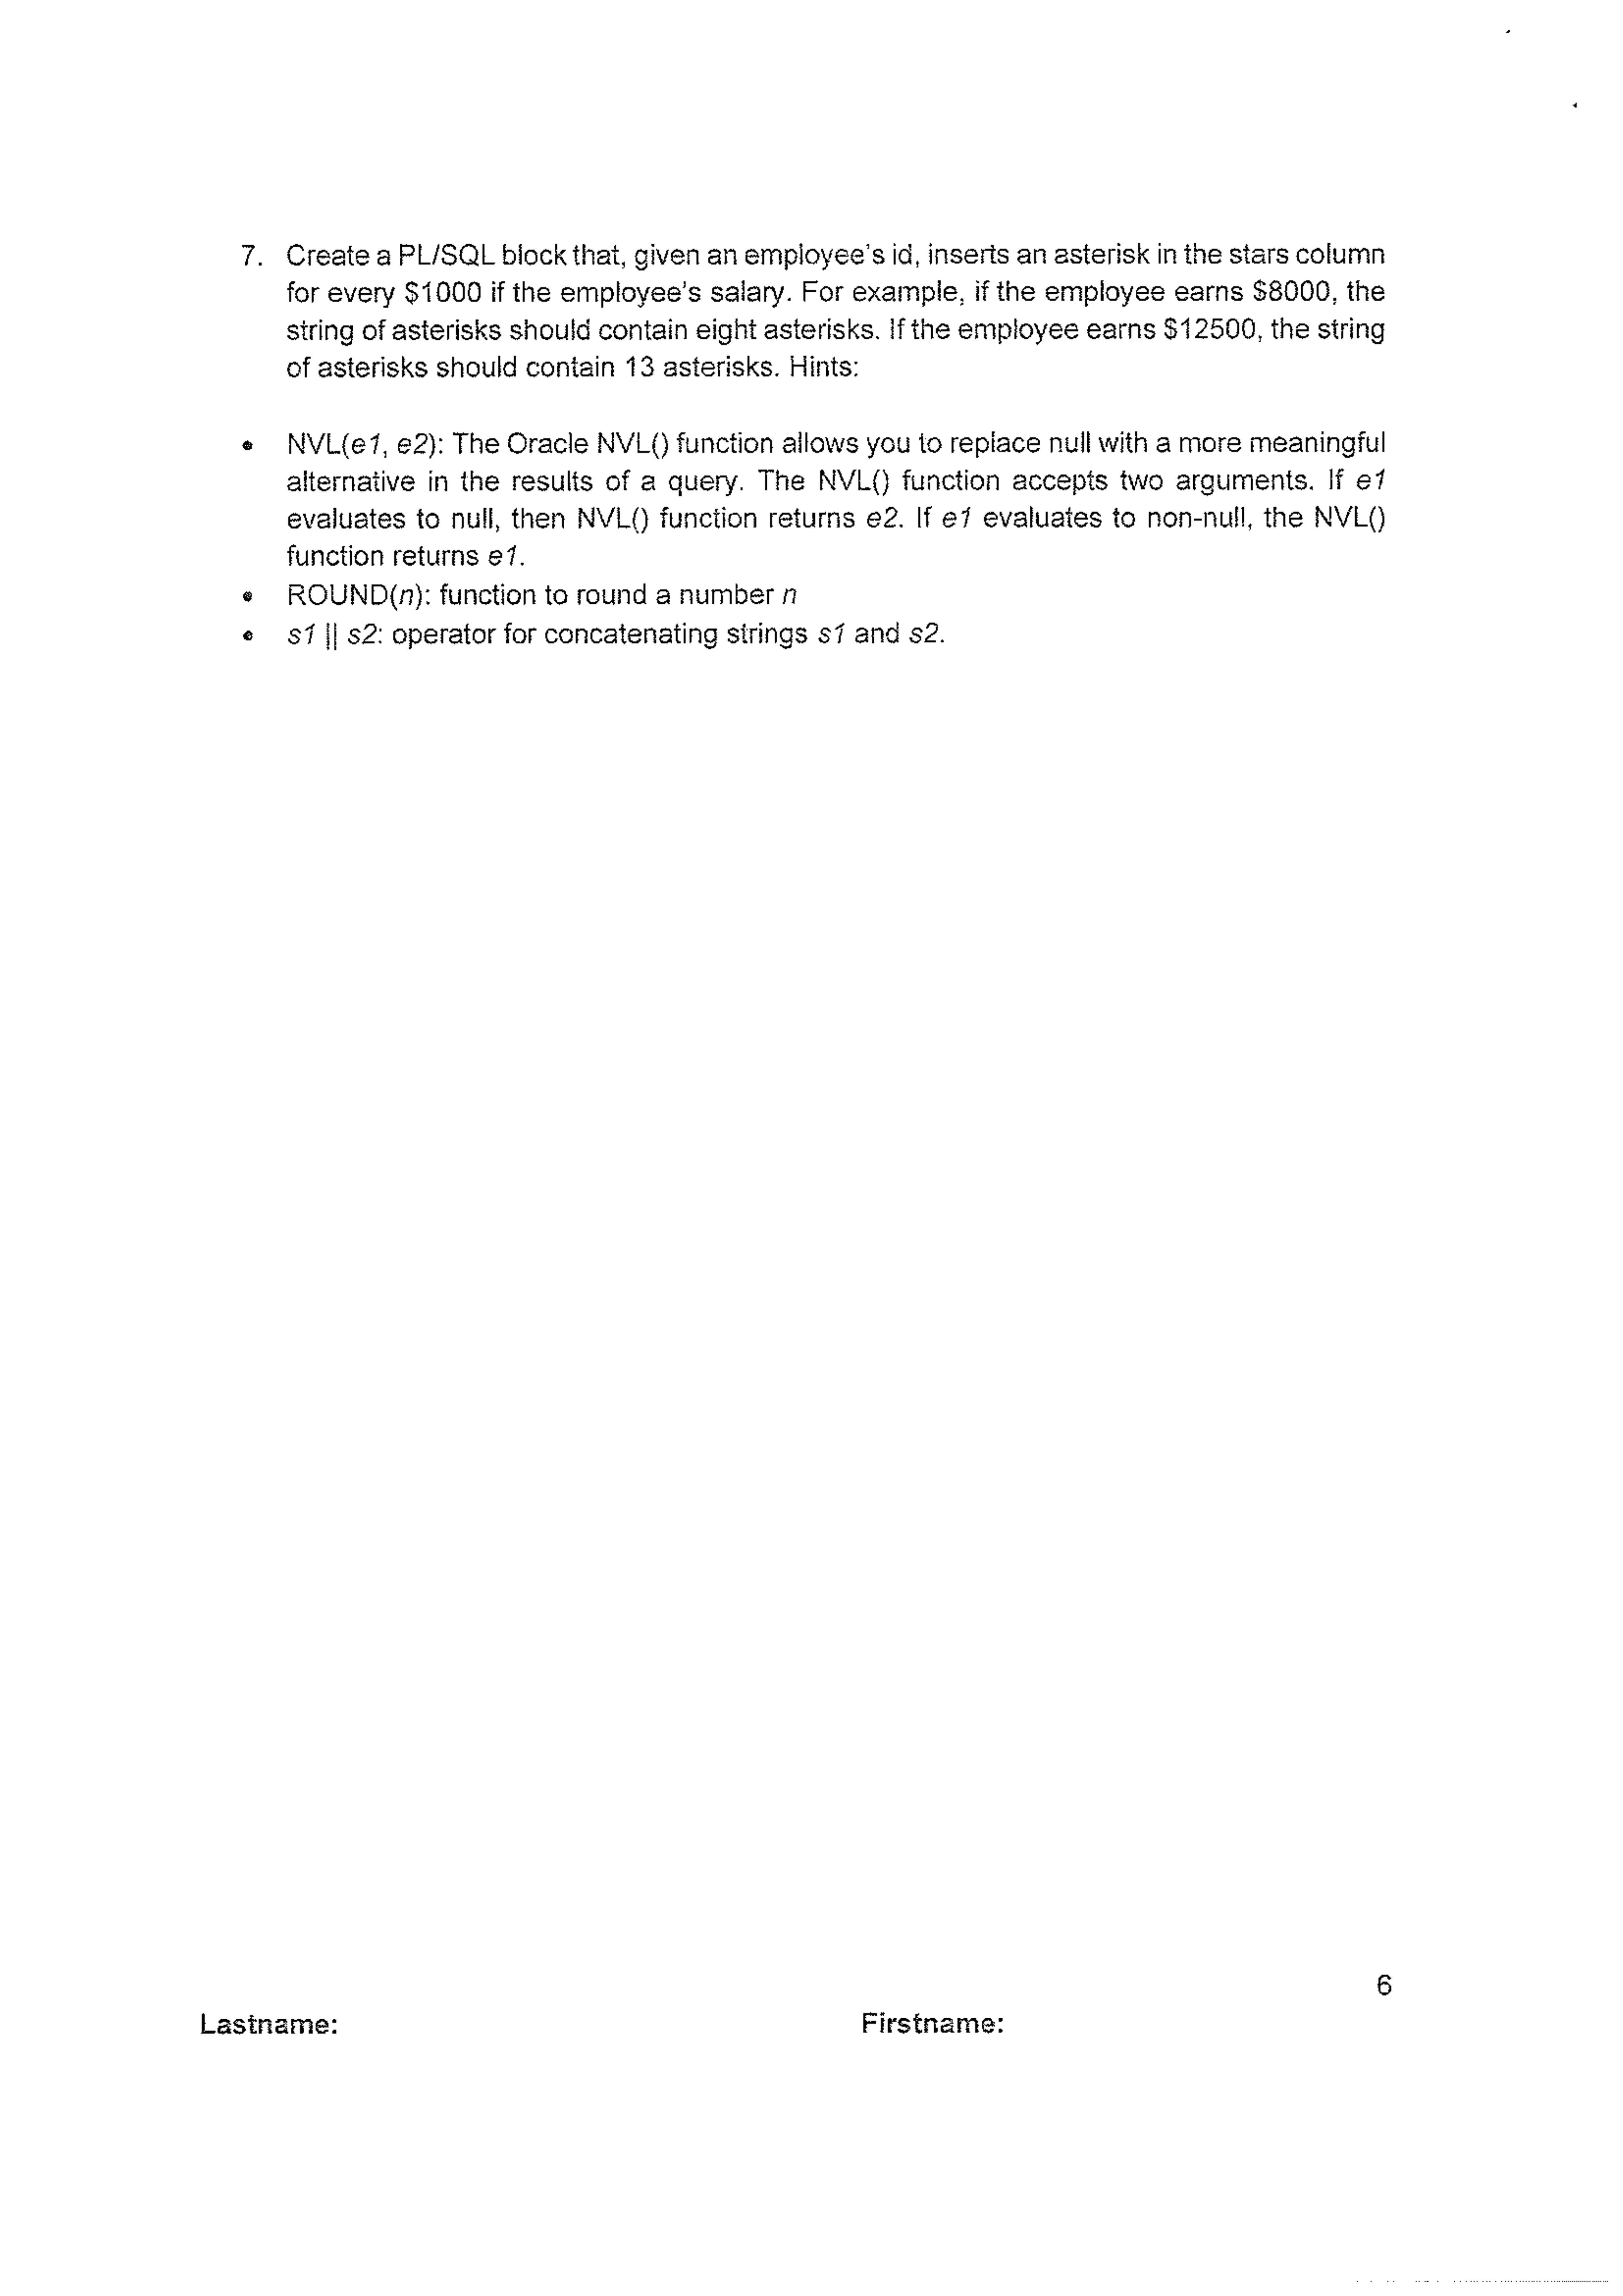 7. Create a PL/SQL block that, given an employee's id, inserts an asterisk in the stars column
for every $1000 if the employee's salary. For example, if the employee earns $8000, the
string of asterisks should contain eight asterisks. If the employee earns $12500, the string
of asterisks should contain 13 asterisks. Hints:
• NVL(e1, e2): The Oracle NVL() function allows you to replace null with a more meaningful
alternative in the results of a query. The NVL() function accepts two arguments. If e1
evaluates to null, then NVL() function returns e2. If e1 evaluates to non-null, the NVL()
function returns e1.
• ROUND(n): function to round a number n
• s1 || s2: operator for concatenating strings s1 and s2.
6
Lastname: Firstname: